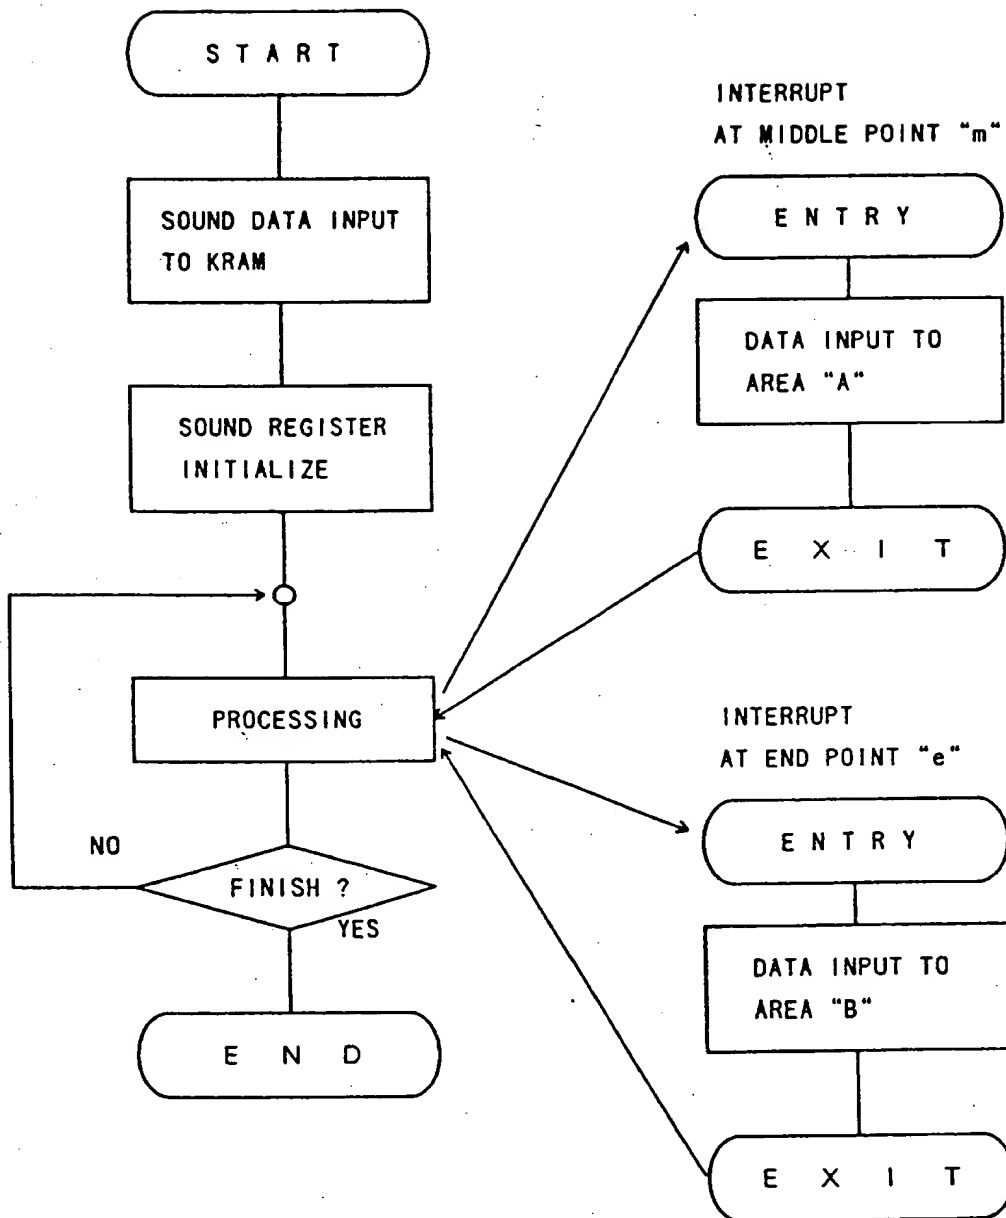 START
SOUND DATA INPUT
TO KRAM
SOUND REGISTER
INITIALIZE
PROCESSING
NO
FINISH ?
YES
END
INTERRUPT
AT MIDDLE POINT "m"
ENTRY
DATA INPUT TO
AREA "A"
EXIT
INTERRUPT
AT END POINT "e"
ENTRY
DATA INPUT TO
AREA "B"
EXIT